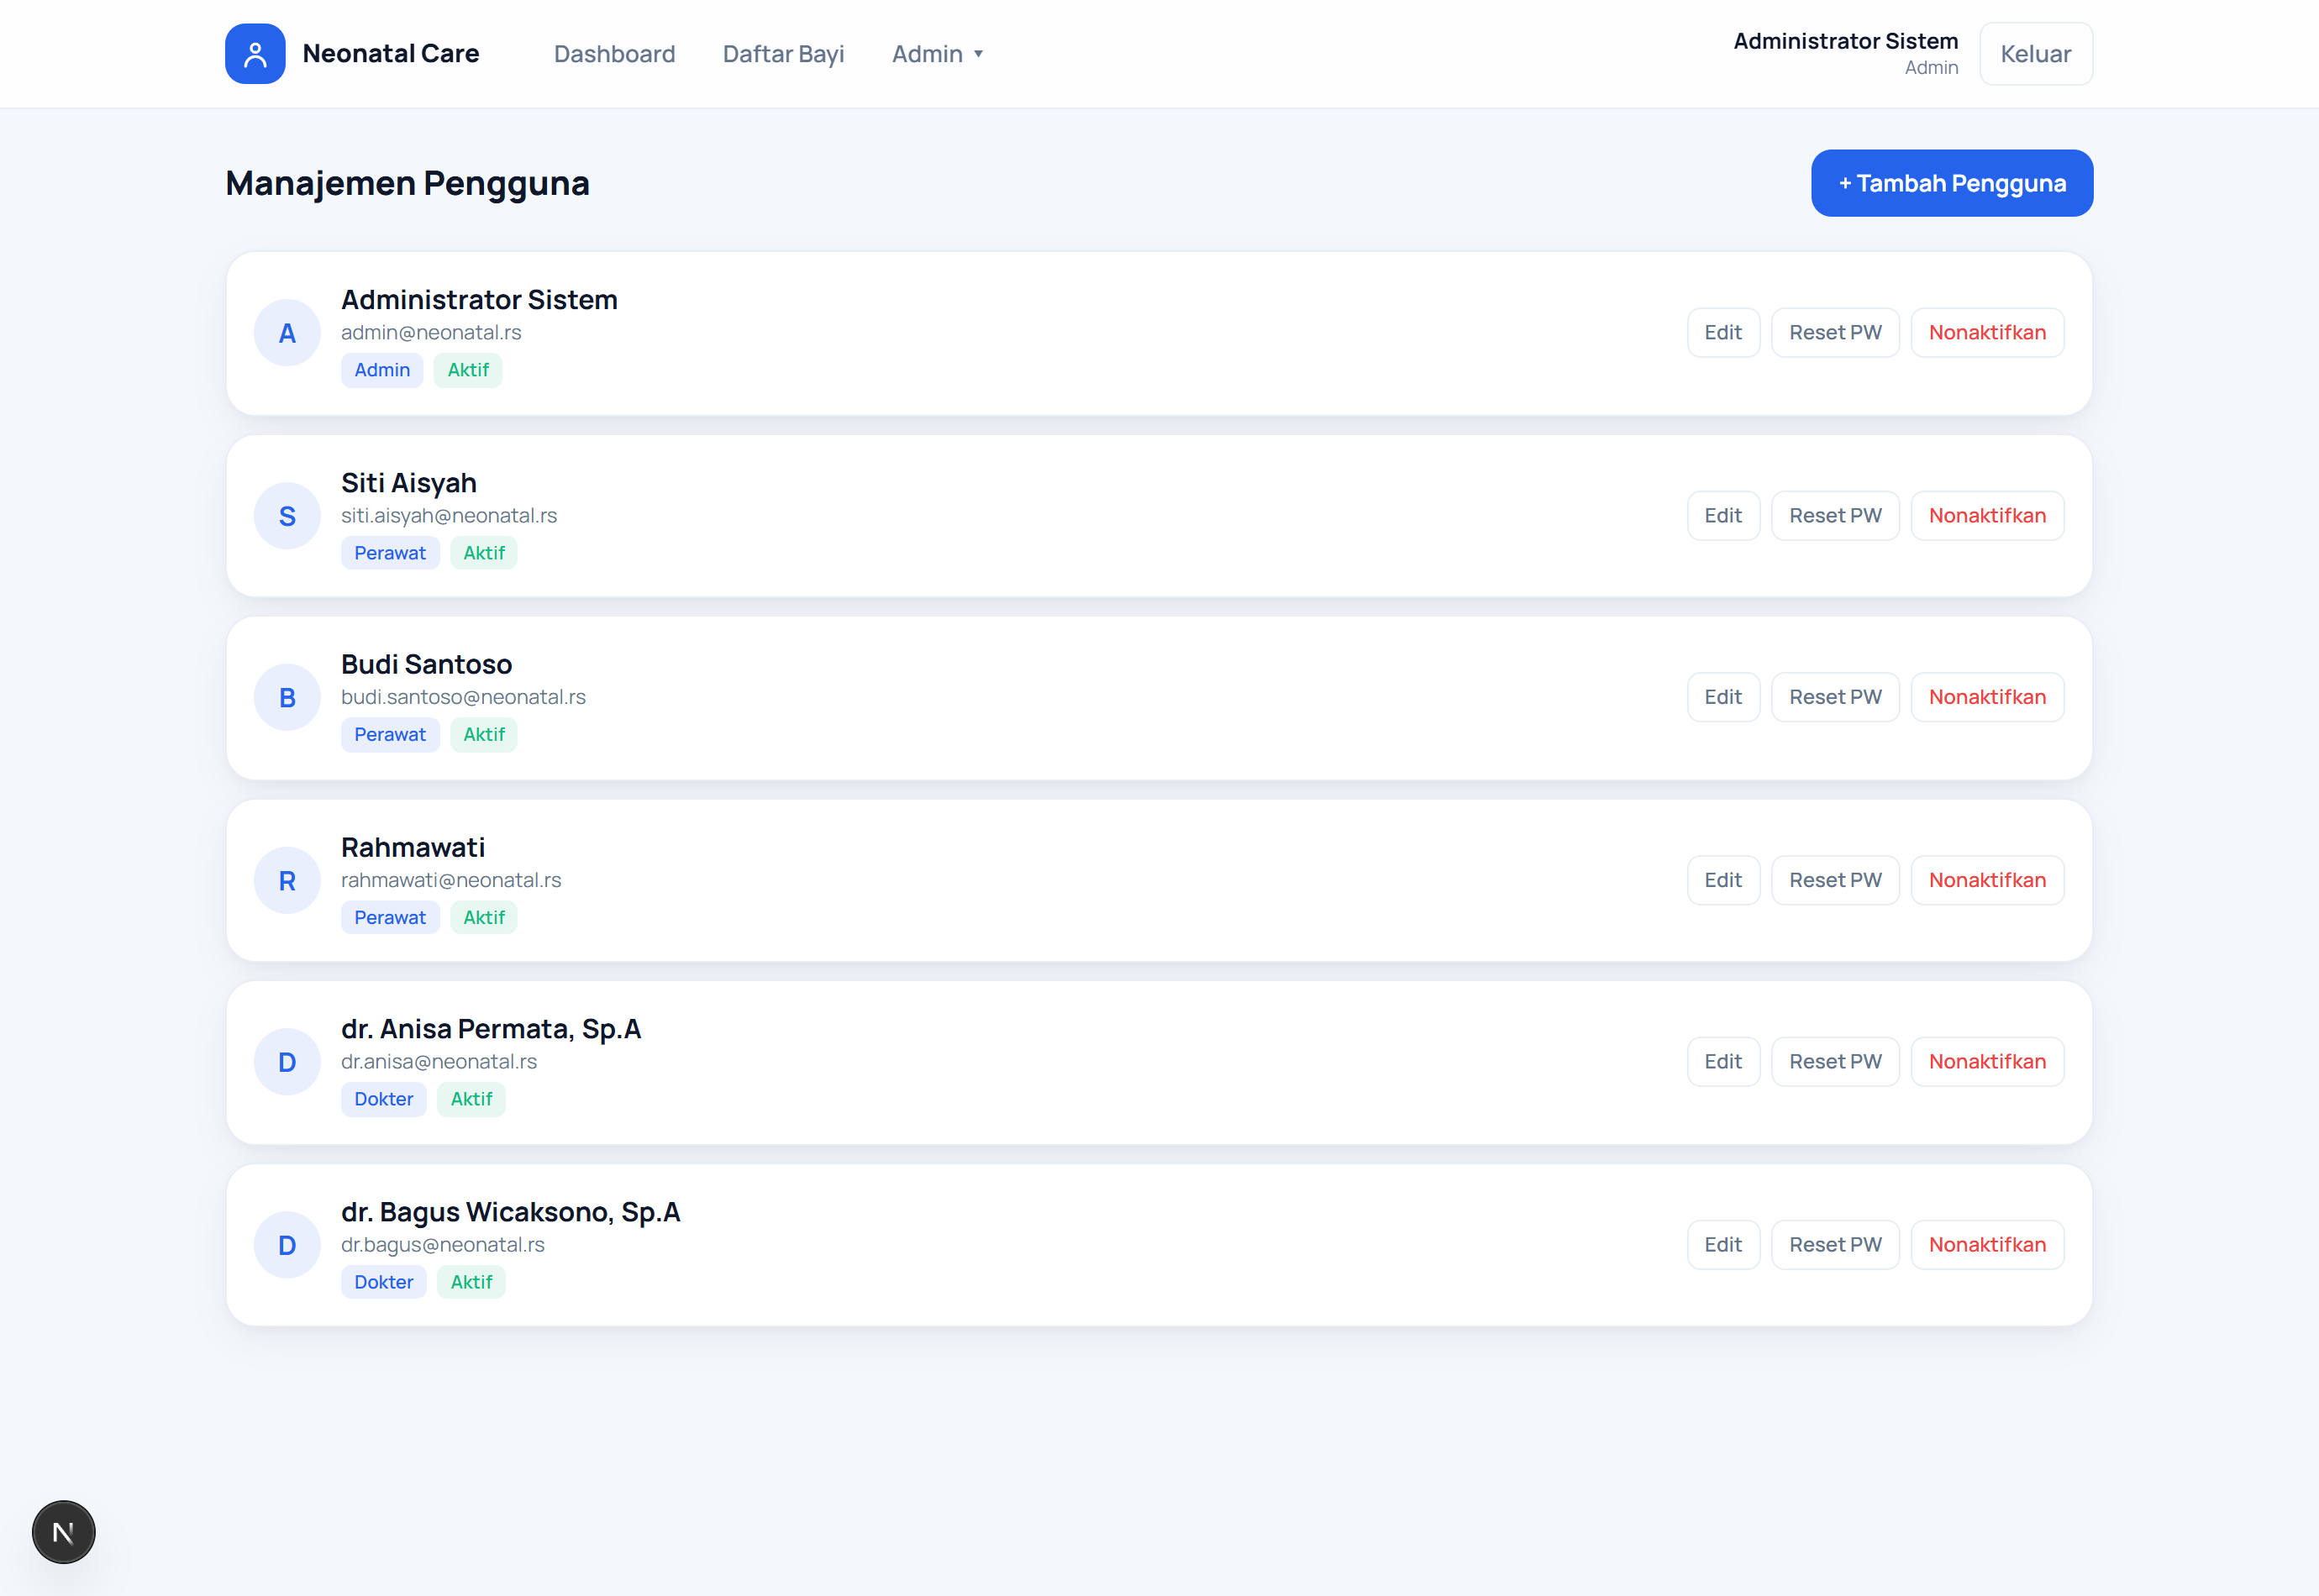 Neonatal Care
Dashboard
Daftar Bayi
Admin
Administrator Sistem
Admin
Keluar
Manajemen Pengguna
+ Tambah Pengguna
A
Administrator Sistem
admin@neonatal.rs
Admin Aktif
Edit Reset PW Nonaktifkan
S
Siti Aisyah
siti.aisyah@neonatal.rs
Perawat Aktif
Edit Reset PW Nonaktifkan
B
Budi Santoso
budi.santoso@neonatal.rs
Perawat Aktif
Edit Reset PW Nonaktifkan
R
Rahmawati
rahmawati@neonatal.rs
Perawat Aktif
Edit Reset PW Nonaktifkan
D
dr. Anisa Permata, Sp.A
dr.anisa@neonatal.rs
Dokter Aktif
Edit Reset PW Nonaktifkan
D
dr. Bagus Wicaksono, Sp.A
dr.bagus@neonatal.rs
Dokter Aktif
Edit Reset PW Nonaktifkan
N